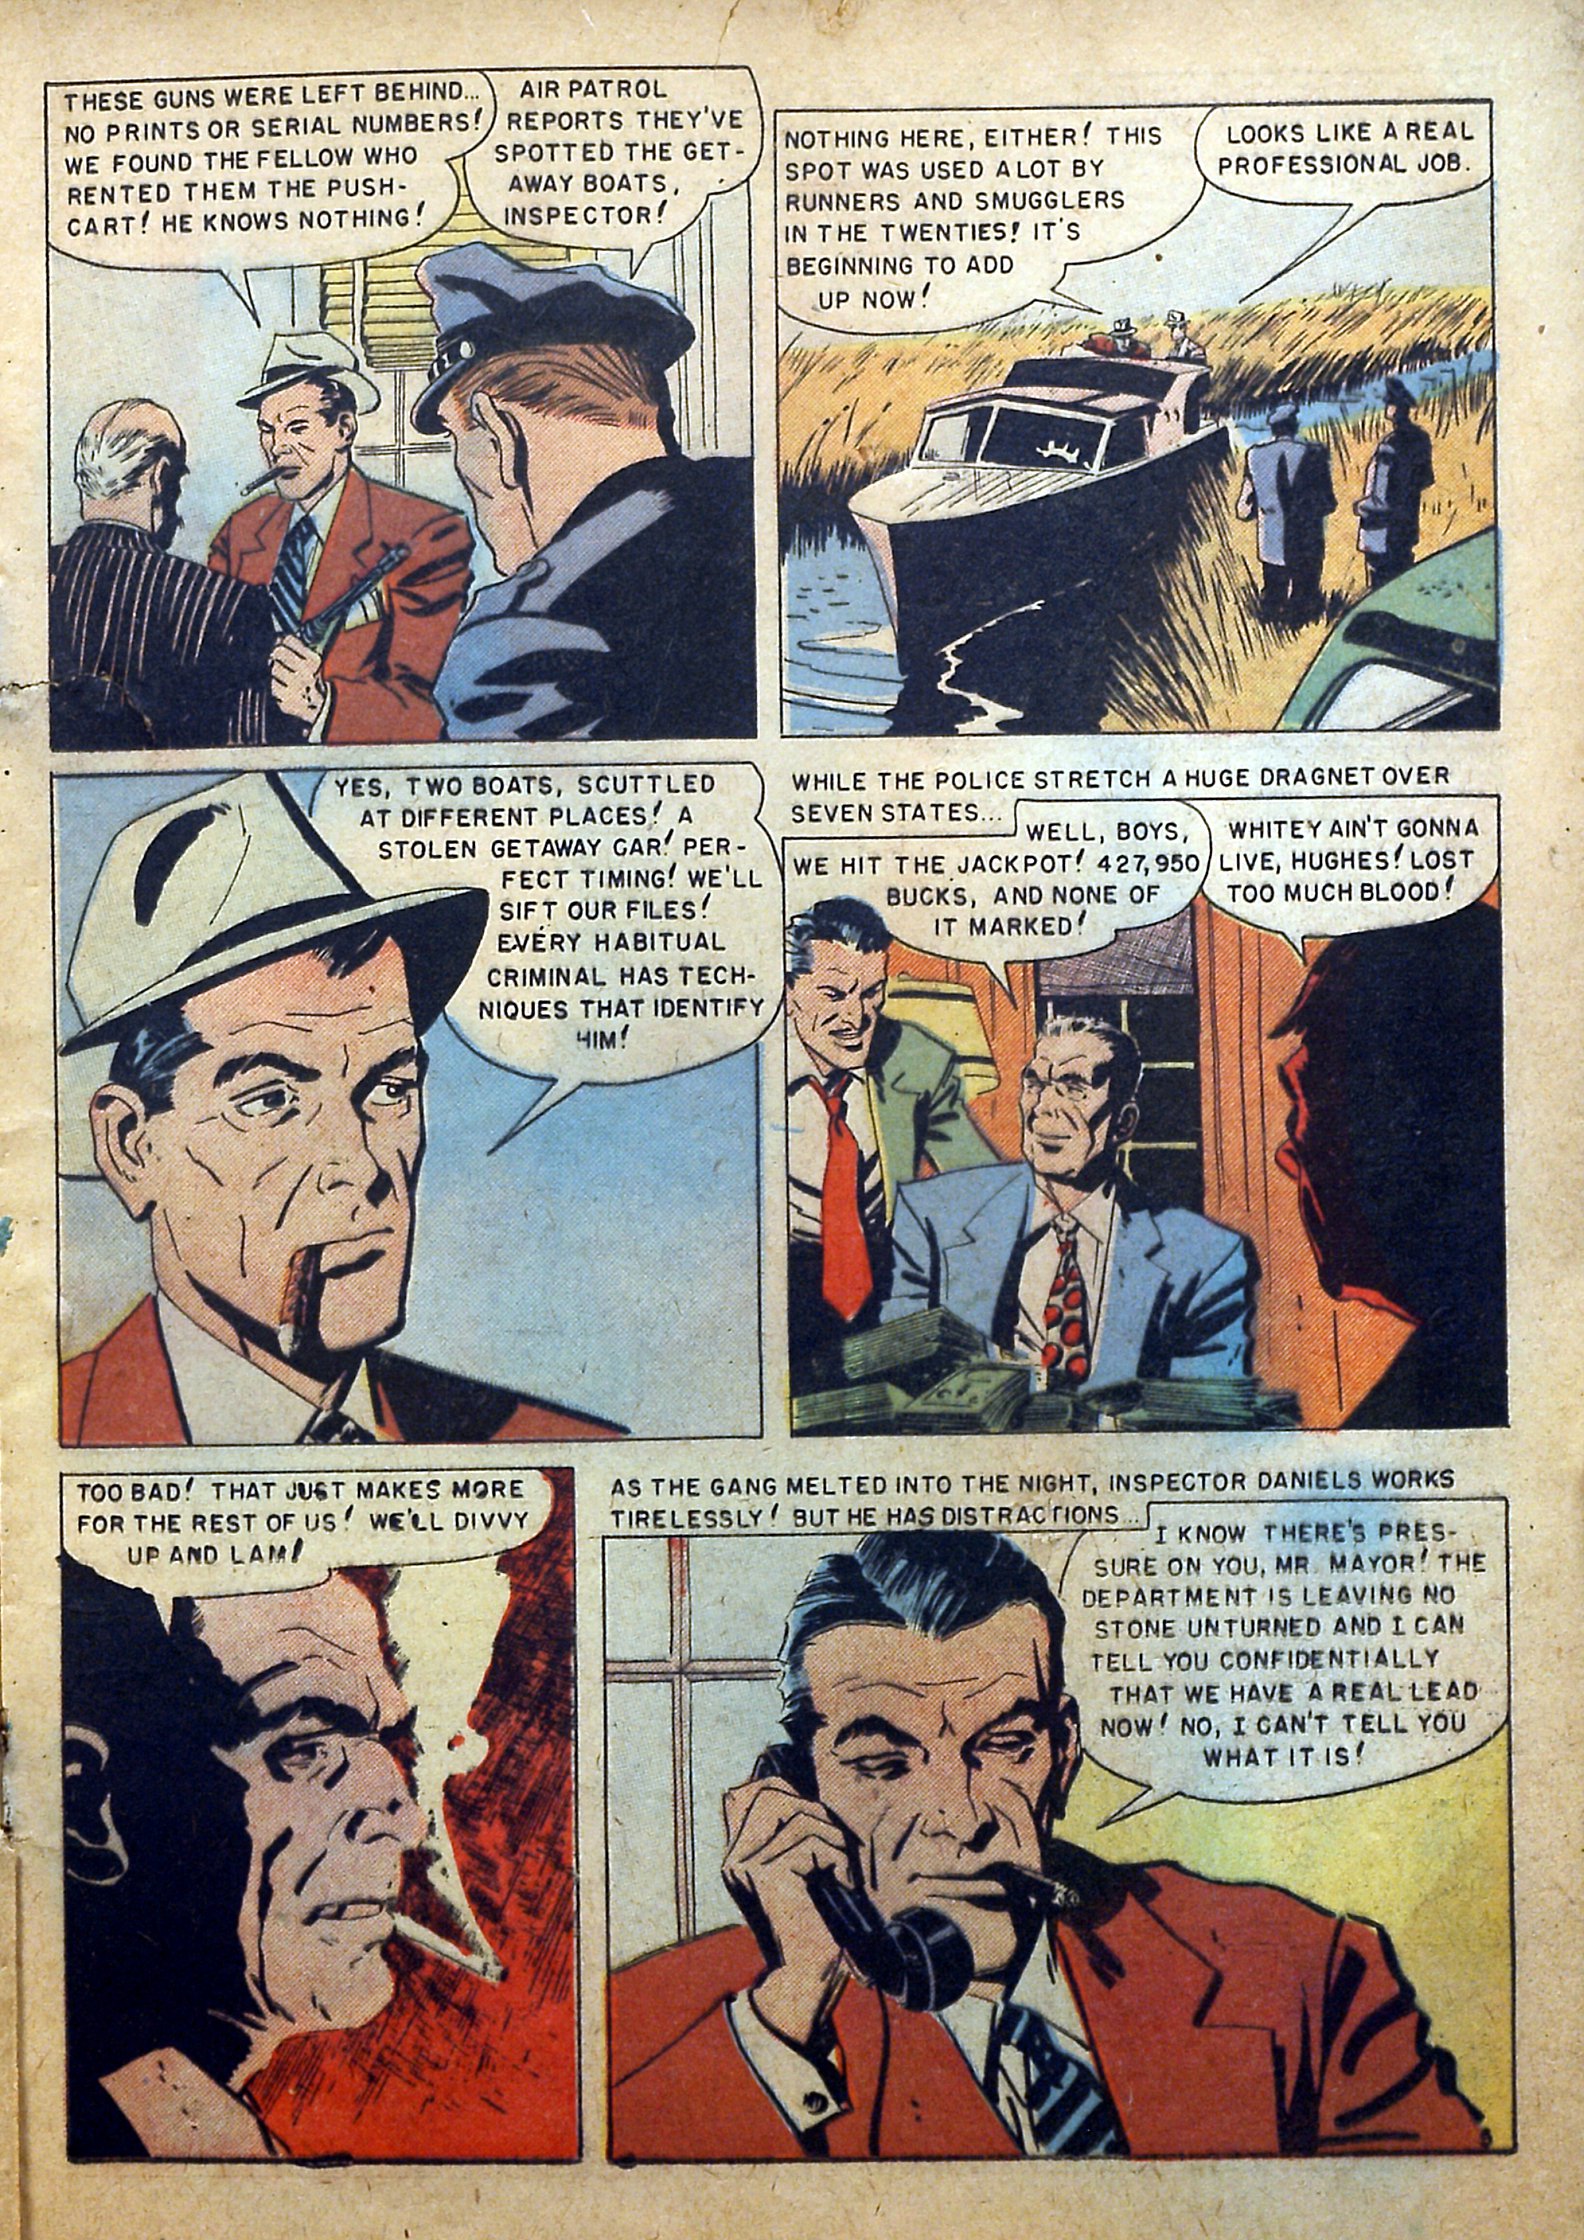 THESE GUNS WERE LEFT BEHIND...
NO PRINTS OR SERIAL NUMBERS!
WE FOUND THE FELLOW WHO
RENTED THEM THE PUSH-
CART! HE KNOWS NOTHING!
AIR PATROL
REPORTS THEY'VE
SPOTTED THE GET-
AWAY BOATS,
INSPECTOR!
NOTHING HERE, EITHER! THIS
SPOT WAS USED A LOT BY
RUNNERS AND SMUGGLERS
IN THE TWENTIES! IT'S
BEGINNING TO ADD
UP NOW!
LOOKS LIKE A REAL
PROFESSIONAL JOB.
YES, TWO BOATS, SCUTTLED
AT DIFFERENT PLACES! A
STOLEN GETAWAY CAR! PER-
FECT TIMING! WE'LL
SIFT OUR FILES!
EVERY HABITUAL
CRIMINAL HAS TECH-
NIQUES THAT IDENTIFY
HIM!
WHILE THE POLICE STRETCH A HUGE DRAGNET OVER
SEVEN STATES...
WELL, BOYS,
WE HIT THE JACKPOT! 427,950
BUCKS, AND NONE OF
IT MARKED!
WHITEY AIN'T GONNA
LIVE, HUGHES! LOST
TOO MUCH BLOOD!
TOO BAD! THAT JUST MAKES MORE
FOR THE REST OF US! WE'LL DIVVY
UP AND LAM!
AS THE GANG MELTED INTO THE NIGHT, INSPECTOR DANIELS WORKS
TIRELESSLY! BUT HE HAS DISTRACTIONS...
I KNOW THERE'S PRES-
SURE ON YOU, MR. MAYOR! THE
DEPARTMENT IS LEAVING NO
STONE UNTURNED AND I CAN
TELL YOU CONFIDENTIALLY
THAT WE HAVE A REAL LEAD
NOW! NO, I CAN'T TELL YOU
WHAT IT IS!